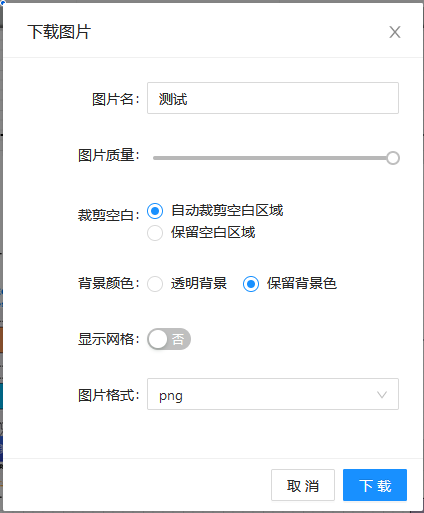 下载图片
图片名: 测试
图片质量:
裁剪空白: 自动裁剪空白区域
保留空白区域
背景颜色: 透明背景 保留背景色
显示网格: 否
图片格式: png
取 消 下 载